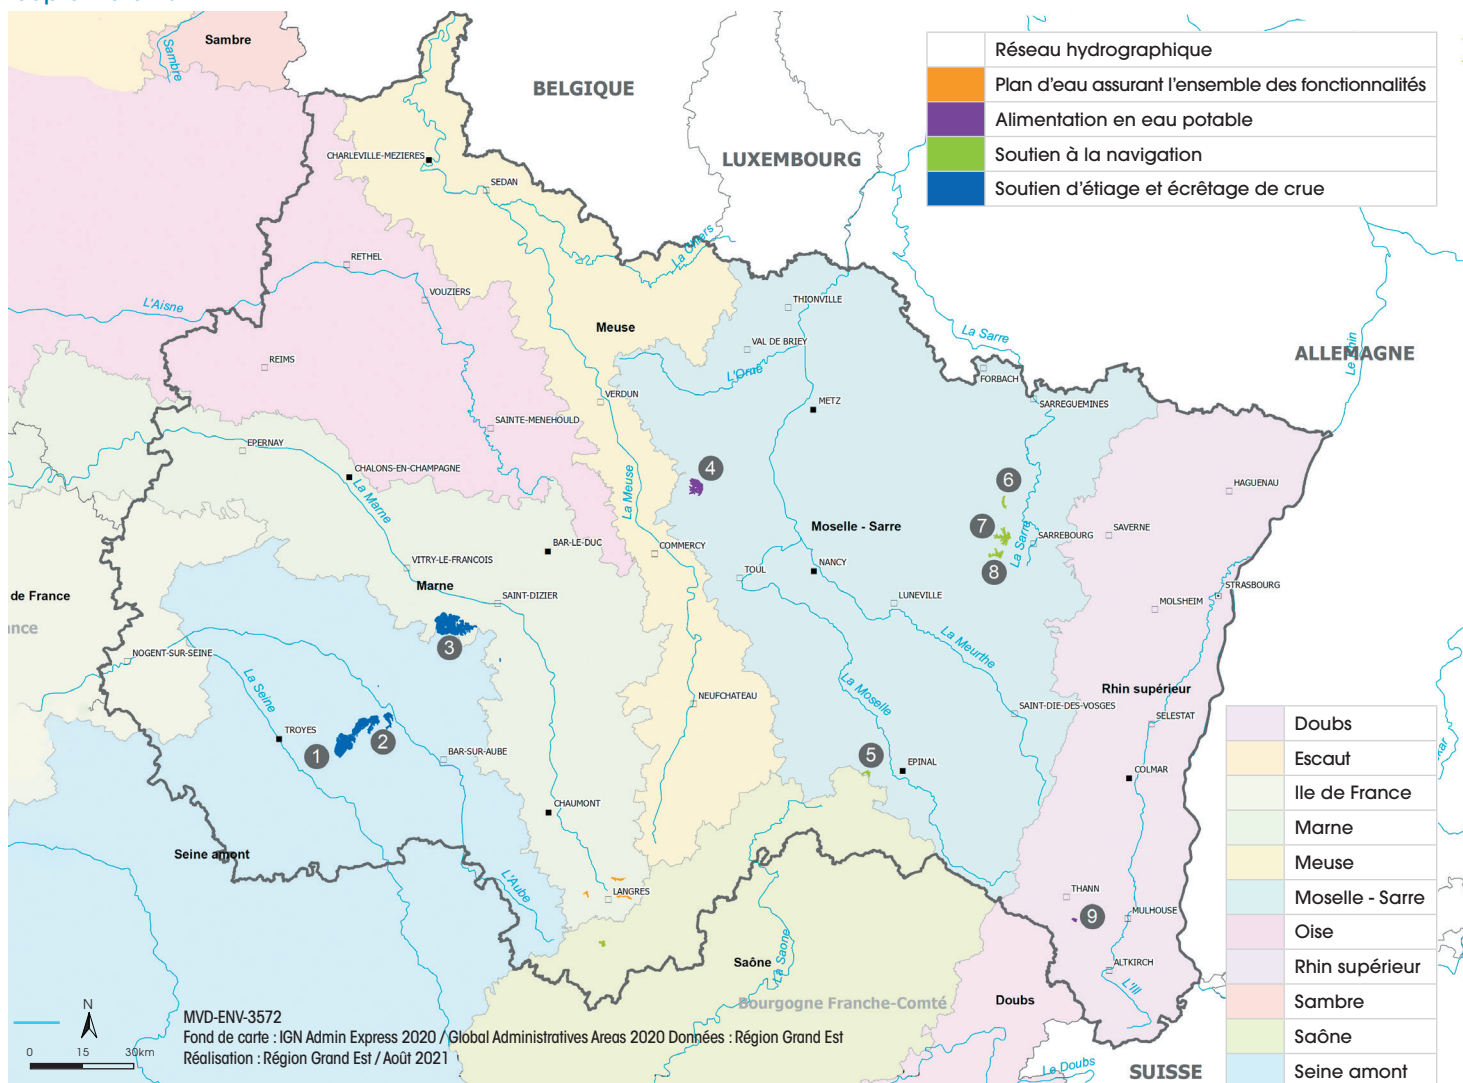 Sambre
Sambre
BELGIQUE
LUXEMBOURG
ALLEMAGNE
SUISSE
Réseau hydrographique
Plan d'eau assurant l'ensemble des fonctionnalités
Alimentation en eau potable
Soutien à la navigation
Soutien d'étiage et écrêtage de crue
CHARLEVILLE-MEZIERES
SEDAN
La Chiers
RETHEL
VOUZIERS
L'Aisne
Meuse
THIONVILLE
VAL DE BRIEY
L'Orne
La Sarre
FORBACH
SARREGUEMINES
Le Rhin
REIMS
VERDUN
METZ
SAINTE-MENEHOULD
EPERNAY
CHALONS-EN-CHAMPAGNE
La Marne
La Meuse
4
6
7
8
HAGUENAU
Moselle - Sarre
La Sarre
SARREBOURG
SAVERNE
BAR-LE-DUC
COMMERCY
VITRY-LE-FRANCOIS
Marne
SAINT-DIZIER
TOUL
NANCY
LUNEVILLE
STRASBOURG
MOLSHEIM
de France
3
NOGENT-SUR-SEINE
La Seine
La Meurthe
La Moselle
NEUFCHATEAU
Rhin supérieur
SAINT-DIE-DES-VOSGES
SELESTAT
TROYES
1
2
BAR-SUR-AUBE
5
EPINAL
COLMAR
CHAUMONT
Seine amont
L'Aube
LANGRES
THANN
9
MULHOUSE
ALTKIRCH
L'Ill
Saône
La Saone
Bourgogne Franche-Comté
Doubs
Le Doubs
Doubs
Escaut
Ile de France
Marne
Meuse
Moselle - Sarre
Oise
Rhin supérieur
Sambre
Saône
Seine amont
N
0 15 30km
MVD-ENV-3572
Fond de carte : IGN Admin Express 2020 / Global Administratives Areas 2020 Données : Région Grand Est
Réalisation : Région Grand Est / Août 2021